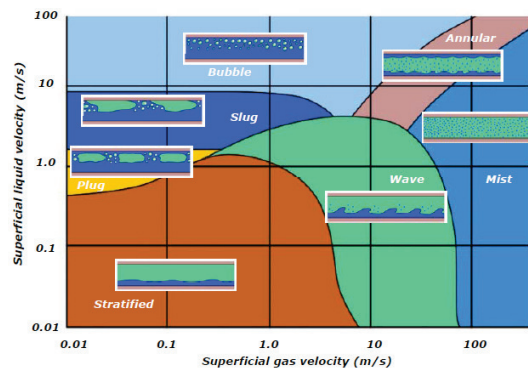 100
10
1.0
0.1
0.01
Superficial liquid velocity (m/s)
Annular
Bubble
Slug
Plug
Wave
Mist
Stratified
0.01
0.1
1.0
10
100
Superficial gas velocity (m/s)